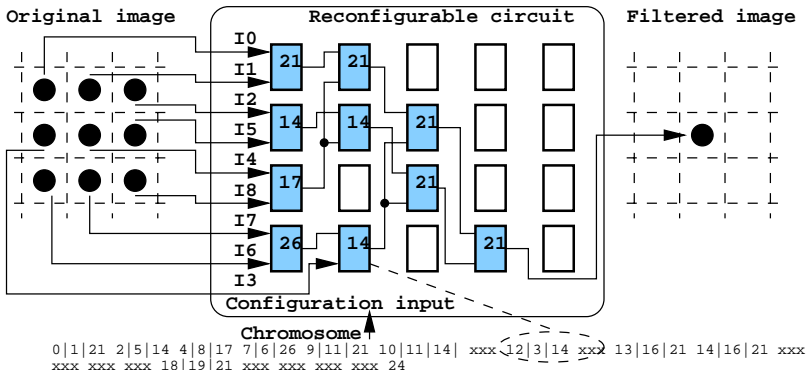 Original image
Reconfigurable circuit
Filtered image
I0
I1
I2
I5
I4
I8
I7
I6
I3
21
21
14
14
21
17
21
26
14
21
Configuration input
Chromosome
0|1|21 2|5|14 4|8|17 7|6|26 9|11|21 10|11|14| xxx 12|3|14 xxx 13|16|21 14|16|21 xxx
xxx xxx xxx 18|19|21 xxx xxx xxx xxx 24